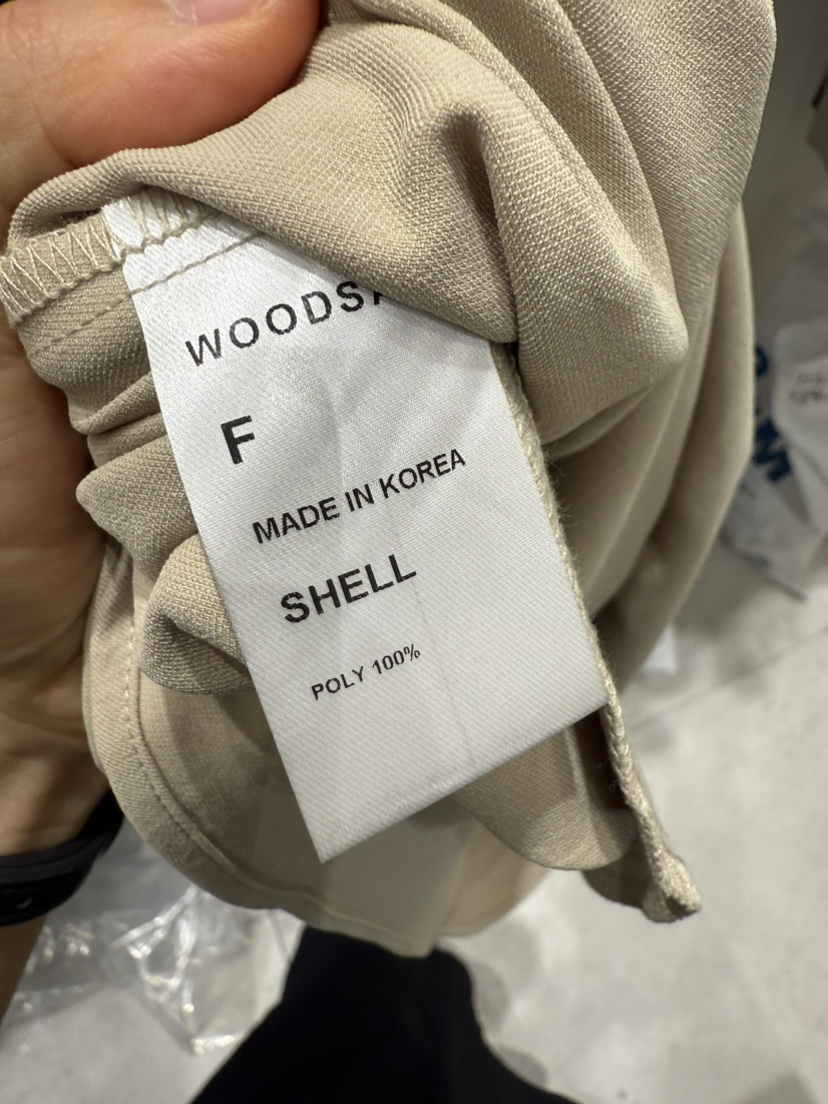 F
MADE IN KOREA
SHELL
POLY 100%